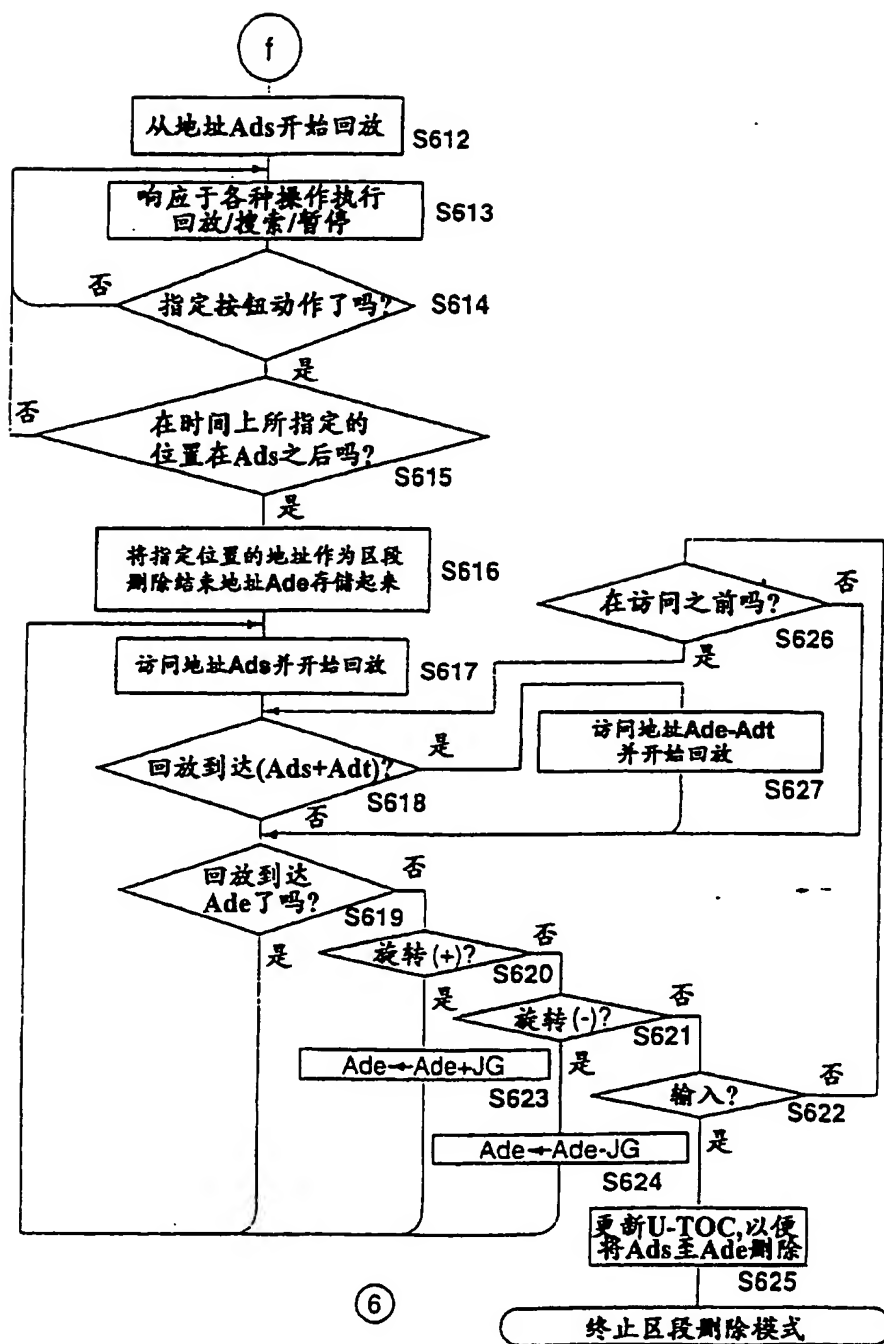 f
从地址Ads开始回放
S612
响应于各种操作执行
回放/搜索/暂停
S613
否
指定按钮动作了吗?
S614
是
否
在时间上所指定的
位置在Ads之后吗?
S615
是
将指定位置的地址作为区段
删除结束地址Ade存储起来
S616
在访问之前吗?
否
S626
是
访问地址Ads并开始回放
S617
回放到达(Ads+Adt)?
是
S618
否
访问地址Ade-Adt
并开始回放
S627
回放到达
Ade了吗?
否
S619
是
旋转(+)?
否
S620
是
旋转(-)?
否
S621
是
Ade←Ade+JG
S623
输入?
否
S622
是
Ade←Ade-JG
S624
更新U-TOC,以便
将Ads至Ade删除
S625
6
终止区段删除模式